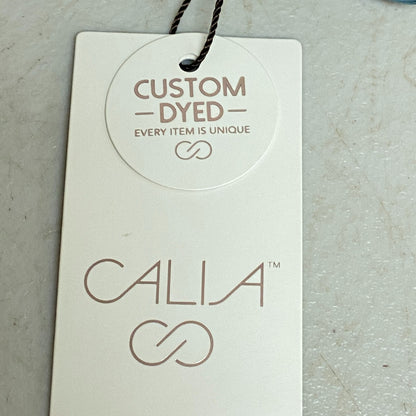 CUSTOM
DYED
EVERY ITEM IS UNIQUE
CALIA™